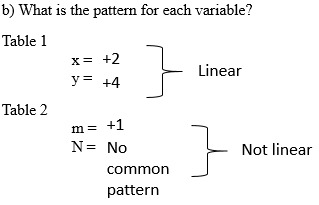 b) What is the pattern for each variable?
Table 1
x = +2
y = +4
Linear
Table 2
m = +1
N = No
common
pattern
Not linear